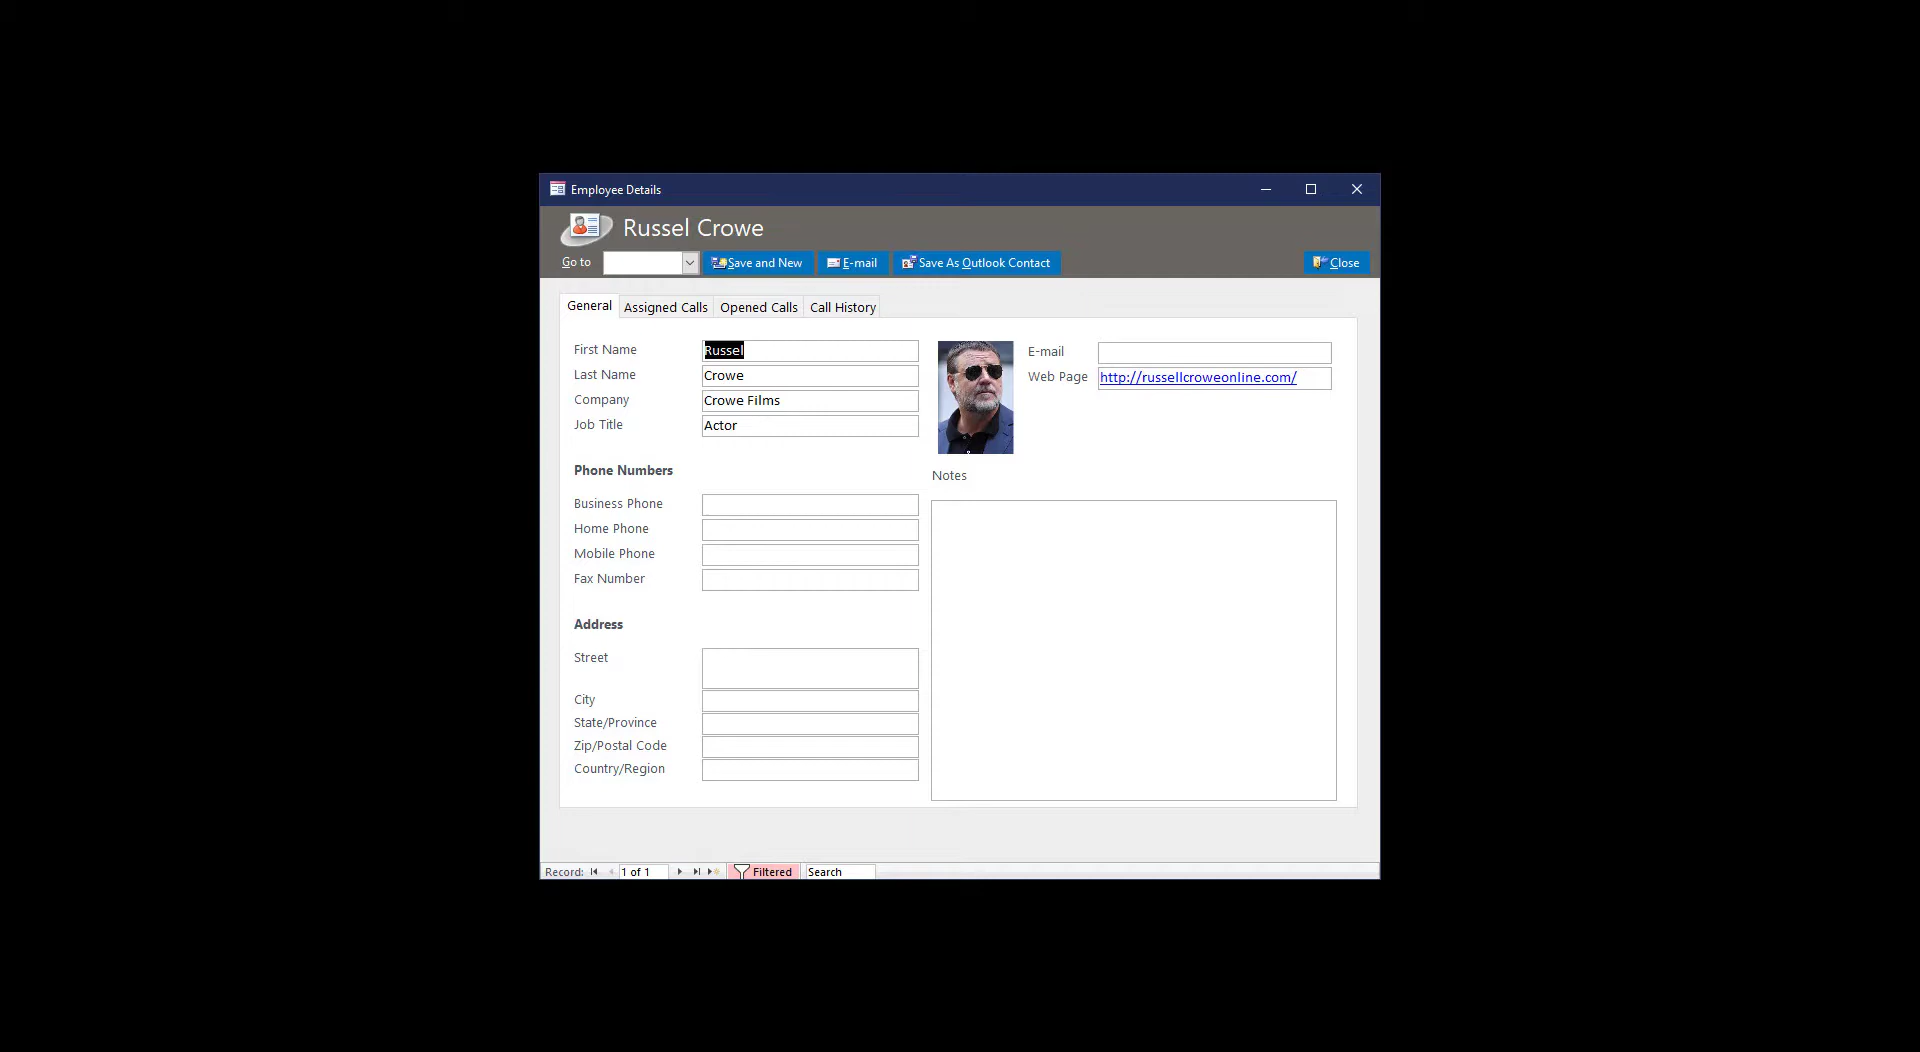 Employee Details
Russel Crowe
Go to
Save and New
E-mail
Save As Outlook Contact
Close
General
Assigned Calls
Opened Calls
Call History
First Name
Russel
Last Name
Crowe
Company
Crowe Films
Job Title
Actor
E-mail
Web Page
http://russellcroweonline.com/
Phone Numbers
Business Phone
Home Phone
Mobile Phone
Fax Number
Address
Street
City
State/Province
Zip/Postal Code
Country/Region
Notes
Record:
1 of 1
Filtered
Search